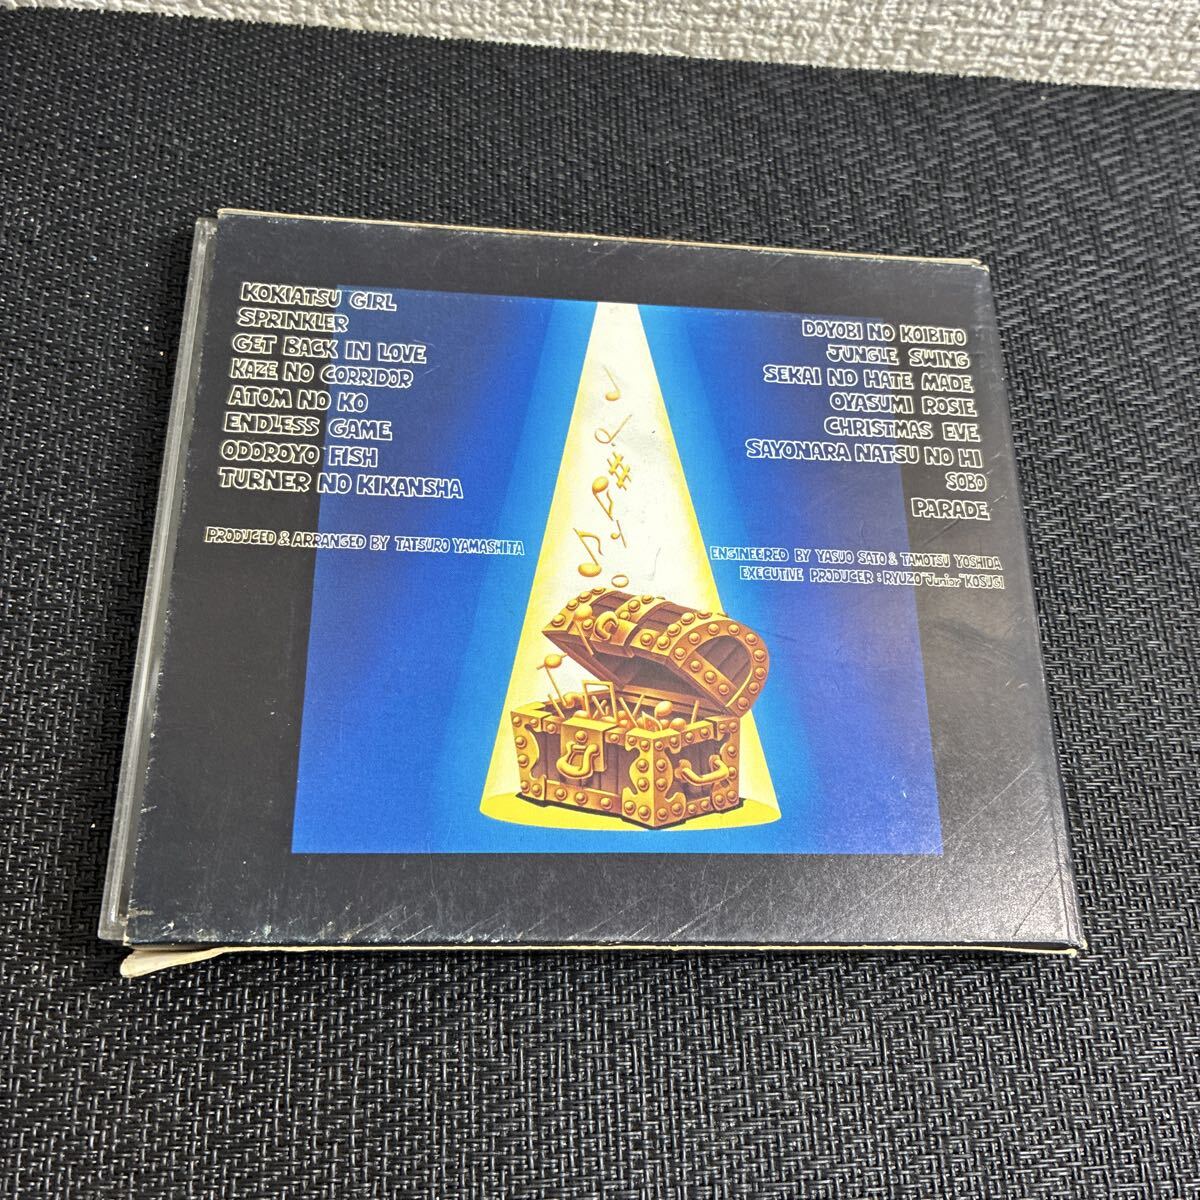 KOKIATSU GIRL
SPRINKLER
GET BACK IN LOVE
KAZE NO CORRIDOR
ATOM NO KO
ENDLESS GAME
ODOROYO FISH
TURNER NO KIKANSHA
PRODUCED & ARRANGED BY TATSURO YAMASHITA
DOYOBI NO KOIBITO
JUNGLE SWING
SEKAI NO HATE MADE
OYASUMI ROSIE
CHRISTMAS EVE
SAYONARA NATSU NO HI
SOBO
PARADE
ENGINEERED BY YASUO SATO & TAMOTSU YOSHIDA
EXECUTIVE PRODUCER : RYUZO "Junior" KOSUGI